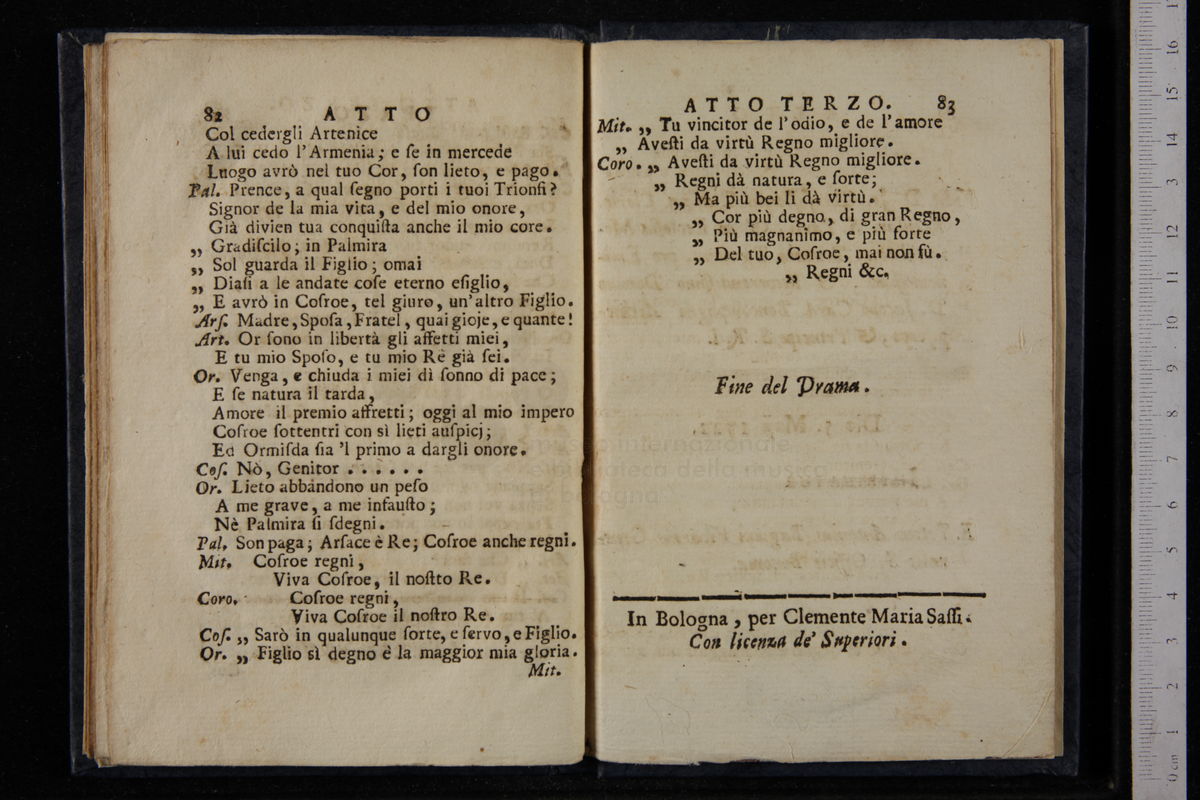 82 ATTO
Col cedergli Artenice
A lui cedo l'Armenia; e ſe in mercede
Luogo avrò nel tuo Cor, ſon lieto, e pago.
Pal. Prence, a qual ſegno porti i tuoi Trionfi?
Signor de la mia vita, e del mio onore,
Già divien tua conquiſta anche il mio core.
„ Gradiſcilo; in Palmira
„ Sol guarda il Figlio; omai
„ Diaſi a le andate coſe eterno eſiglio,
„ E avrò in Coſroe, tel giuro, un'altro Figlio.
Arſ. Madre, Spoſa, Fratel, quai gioje, e quante!
Art. Or ſono in libertà gli affetti miei,
E tu mio Spoſo, e tu mio Rè già ſei.
Or. Venga, e chiuda i miei dì ſonno di pace;
E ſe natura il tarda,
Amore il premio affretti; oggi al mio impero
Coſroe ſottentri con sì lieti auſpicj;
Ed Ormiſda ſia 'l primo a dargli onore.
Coſ. Nò, Genitor . . . . . .
Or. Lieto abbandono un peſo
A me grave, a me infauſto;
Nè Palmira ſi ſdegni.
Pal. Son paga; Arſace è Re; Coſroe anche regni.
Mit. Coſroe regni,
Viva Coſroe, il noſtto Re.
Coro. Coſroe regni,
Viva Coſroe il noſtro Re.
Coſ. „ Sarò in qualunque ſorte, e ſervo, e Figlio.
Or. „ Figlio sì degno è la maggior mia gloria.
Mit.
ATTO TERZO. 83
Mit. „ Tu vincitor de l'odio, e de l'amore
„ Aveſti da virtù Regno migliore.
Coro. „ Aveſti da virtù Regno migliore.
„ Regni dà natura, e ſorte;
„ Ma più bei li dà virtù.
„ Cor più degno, di gran Regno,
„ Più magnanimo, e più forte
„ Del tuo, Coſroe, mai non fù.
„ Regni &c.
Fine del Drama.
museo internazionale
e biblioteca della musica
di bologna
In Bologna, per Clemente Maria Saſſi.
Con licenza de' Superiori.